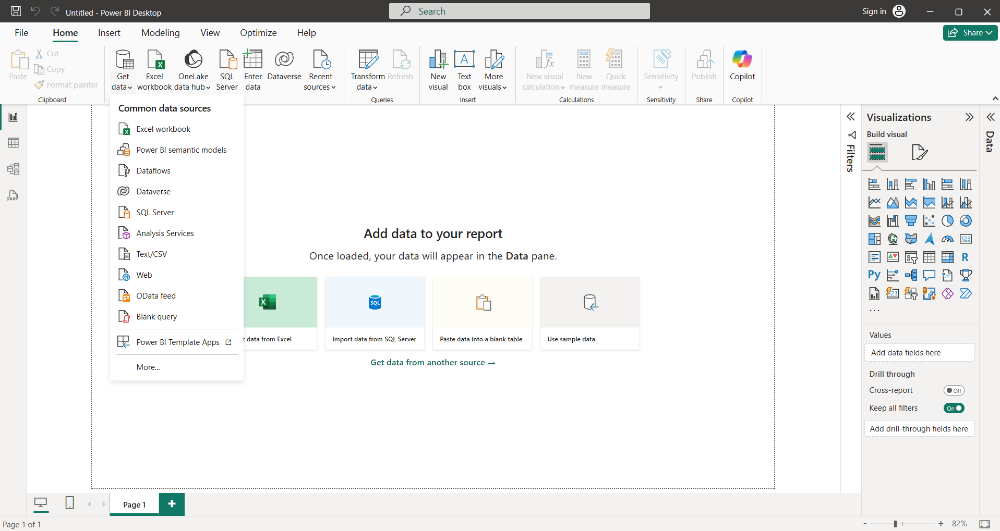 Untitled - Power BI Desktop
Search
Sign in
File
Home
Insert
Modeling
View
Optimize
Help
Share
Paste
Cut
Copy
Format painter
Clipboard
Get
data
Excel
workbook
OneLake
data hub
SQL
Server
Enter
data
Dataverse
Recent
sources
Transform
data
Refresh
Queries
New
visual
Text
box
More
visuals
Insert
New visual
calculation
New
measure
Quick
measure
Calculations
Sensitivity
Sensitivity
Publish
Share
Copilot
Copilot
Common data sources
Excel workbook
Power BI semantic models
Dataflows
Dataverse
SQL Server
Analysis Services
Text/CSV
Web
OData feed
Blank query
Power BI Template Apps
More...
DAX
Add data to your report
Once loaded, your data will appear in the Data pane.
SQL
t data from Excel
Import data from SQL Server
Paste data into a blank table
Use sample data
Get data from another source →
Filters
Visualizations
Build visual
123
R
Py
123
...
Values
Add data fields here
Drill through
Cross-report
Off
Keep all filters
On
Add drill-through fields here
Data
Page 1
Page 1 of 1
- + 82%